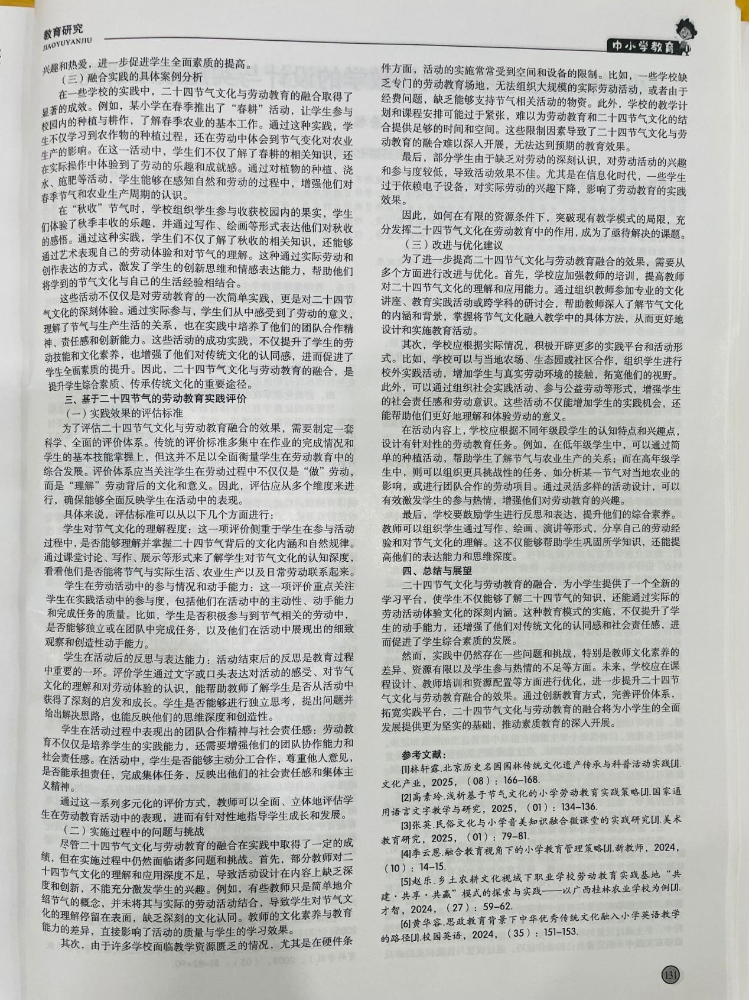 教育研究
JIAOYUYANJIU
中小学教育
兴趣和热爱，进一步促进学生全面素质的提高。
（三）融合实践的具体案例分析
在一些学校的实践中，二十四节气文化与劳动教育的融合取得了
显著的成效。例如，某小学在春季推出了“春耕”活动，让学生参与
校园内的种植与耕作，了解春季农业的基本工作。通过这种实践，学
生不仅学习到农作物的种植过程，还在劳动中体会到节气变化对农业
生产的影响。在这一活动中，学生们不仅了解了春耕的相关知识，还
在实际操作中体验到了劳动的乐趣和成就感。通过对植物的种植、浇
水、施肥等活动，学生能够在感知自然和劳动的过程中，增强他们对
春季节气和农业生产周期的认识。
在“秋收”节气时，学校组织学生参与收获校园内的果实，学生
们体验了秋季丰收的乐趣，并通过写作、绘画等形式表达他们对秋收
的感悟。通过这种实践，学生们不仅了解了秋收的相关知识，还能够
通过艺术表现自己的劳动体验和对节气的理解。这种通过实际劳动和
创作表达的方式，激发了学生的创新思维和情感表达能力，帮助他们
将学到的节气文化与自己的生活经验相结合。
这些活动不仅仅是对劳动教育的一次简单实践，更是对二十四节
气文化的深刻体验。通过实际参与，学生们从中感受到了劳动的意义，
理解了节气与生产生活的关系，也在实践中培养了他们的团队合作精
神、责任感和创新能力。这些活动的成功实践，不仅提升了学生的劳
动技能和文化素养，也增强了他们对传统文化的认同感，进而促进了
学生全面素质的提升。因此，二十四节气文化与劳动教育的融合，是
提升学生综合素质、传承传统文化的重要途径。
三、基于二十四节气的劳动教育实践评价
（一）实践效果的评估标准
为了评估二十四节气文化与劳动教育融合的效果，需要制定一套
科学、全面的评价体系。传统的评价标准多集中在作业的完成情况和
学生的基本技能掌握上，但这并不足以全面衡量学生在劳动教育中的
综合发展。评价体系应当关注学生在劳动过程中不仅仅是“做”劳动，
而是“理解”劳动背后的文化和意义。因此，评估应从多个维度来进
行，确保能够全面反映学生在活动中的表现。
具体来说，评估标准可以从以下几个方面进行：
学生对节气文化的理解程度：这一项评价侧重于学生在参与活动
过程中，是否能够理解并掌握二十四节气背后的文化内涵和自然规律。
通过课堂讨论、写作、展示等形式来了解学生对节气文化的认知深度，
看看他们是否能将节气与实际生活、农业生产以及日常劳动联系起来。
学生在劳动活动中的参与情况和动手能力：这一项评价重点关注
学生在实践活动中的参与度，包括他们在活动中的主动性、动手能力
和完成任务的质量。比如，学生是否积极参与到节气相关的劳动中，
是否能够独立或在团队中完成任务，以及他们在活动中展现出的细致
观察和创造性动手能力。
学生在活动后的反思与表达能力：活动结束后的反思是教育过程
中重要的一环。评价学生通过文字或口头表达对活动的感受、对节气
文化的理解和对劳动体验的认识，能帮助教师了解学生是否从活动中
获得了深刻的启发和成长。学生是否能够进行独立思考，提出问题并
给出解决思路，也能反映他们的思维深度和创造性。
学生在活动过程中表现出的团队合作精神与社会责任感：劳动教
育不仅仅是培养学生的实践能力，还需要增强他们的团队协作能力和
社会责任感。在活动中，学生是否能够主动分工合作，尊重他人意见，
是否能承担责任，完成集体任务，反映出他们的社会责任感和集体主
义精神。
通过这一系列多元化的评价方式，教师可以全面、立体地评估学
生在劳动教育活动中的表现，进而有针对性地指导学生成长和发展。
（二）实施过程中的问题与挑战
尽管二十四节气文化与劳动教育的融合在实践中取得了一定的成
绩，但在实施过程中仍然面临诸多问题和挑战。首先，部分教师对二
十四节气文化的理解和应用深度不足，导致活动设计在内容上缺乏深
度和创新，不能充分激发学生的兴趣。例如，有些教师只是简单地介
绍节气的概念，并未将其与实际的劳动活动结合，导致学生对节气文
化的理解停留在表面，缺乏深刻的文化认同。教师的文化素养与教育
能力的差异，直接影响了活动的质量与学生的学习效果。
其次，由于许多学校面临教学资源匮乏的情况，尤其是在硬件条
件方面，活动的实施常常受到空间和设备的限制。比如，一些学校缺
乏专门的劳动教育场地，无法组织大规模的实际劳动活动，或者由于
经费问题，缺乏能够支持节气相关活动的物资。此外，学校的教学计
划和课程安排可能过于紧张，难以为劳动教育和二十四节气文化的结
合提供足够的时间和空间。这些限制因素导致了二十四节气文化与劳
动教育的融合难以深入开展，无法达到预期的教育效果。
最后，部分学生由于缺乏对劳动的深刻认识，对劳动活动的兴趣
和参与度较低，导致活动效果不佳。尤其是在信息化时代，一些学生
过于依赖电子设备，对实际劳动的兴趣下降，影响了劳动教育的实践
效果。
因此，如何在有限的资源条件下，突破现有教学模式的局限，充
分发挥二十四节气文化在劳动教育中的作用，成为了亟待解决的课题。
（三）改进与优化建议
为了进一步提高二十四节气文化与劳动教育融合的效果，需要从
多个方面进行改进与优化。首先，学校应加强教师的培训，提高教师
对二十四节气文化的理解和应用能力。通过组织教师参加专业的文化
讲座、教育实践活动或跨学科的研讨会，帮助教师深入了解节气文化
的内涵和背景，掌握将节气文化融入教学中的具体方法，从而更好地
设计和实施教育活动。
其次，学校应根据实际情况，积极开辟更多的实践平台和活动形
式。比如，学校可以与当地农场、生态园或社区合作，组织学生进行
校外实践活动，增加学生与真实劳动环境的接触，拓宽他们的视野。
此外，可以通过组织社会实践活动、参与公益劳动等形式，增强学生
的社会责任感和劳动意识。这些活动不仅能增加学生的实践机会，还
能帮助他们更好地理解和体验劳动的意义。
在活动内容上，学校应根据不同年级段学生的认知特点和兴趣点，
设计有针对性的劳动教育任务。例如，在低年级学生中，可以通过简
单的种植活动，帮助学生了解节气与农业生产的关系；而在高年级学
生中，则可以组织更具挑战性的任务，如分析某一节气对当地农业的
影响，或进行团队合作的劳动项目。通过灵活多样的活动设计，可以
有效激发学生的参与热情，增强他们对劳动教育的兴趣。
最后，学校要鼓励学生进行反思和表达，提升他们的综合素养。
教师可以组织学生通过写作、绘画、演讲等形式，分享自己的劳动经
验和对节气文化的理解。这不仅能够帮助学生巩固所学知识，还能提
高他们的表达能力和思维深度。
四、总结与展望
二十四节气文化与劳动教育的融合，为小学生提供了一个全新的
学习平台，使学生不仅能够了解二十四节气的知识，还能通过实际的
劳动活动体验文化的深刻内涵。这种教育模式的实施，不仅提升了学
生的动手能力，还增强了他们对传统文化的认同感和社会责任感，进
而促进了学生综合素质的发展。
然而，实践中仍然存在一些问题和挑战，特别是教师文化素养的
差异、资源有限以及学生参与热情的不足等方面。未来，学校应在课
程设计、教师培训和资源配置等方面进行优化，进一步提升二十四节
气文化与劳动教育融合的效果。通过创新教育方式，完善评价体系，
拓宽实践平台，二十四节气文化与劳动教育的融合将为小学生的全面
发展提供更为坚实的基础，推动素质教育的深入开展。
参考文献：
[1]林轩露.北京历史名园园林传统文化遗产传承与科普活动实践[J].
文化产业，2025，（08）：166-168.
[2]高素玲.浅析基于节气文化的小学劳动教育实践策略[J].国家通
用语言文字教学与研究，2025，（01）：134-136.
[3]张英.民俗文化与小学音美知识融合微课堂的实践研究[J].美术
教育研究，2025，（01）：79-81.
[4]李云恩.融合教育视角下的小学教育管理策略[J].新教师，2024，
（10）：14-15.
[5]赵乐.乡土农耕文化视域下职业学校劳动教育实践基地“共
建·共享·共赢”模式的探索与实践——以广西桂林农业学校为例[J].
才智，2024，（27）：59-62.
[6]黄华容.思政教育背景下中华优秀传统文化融入小学英语教学
的路径[J].校园英语，2024，（35）：151-153.
131